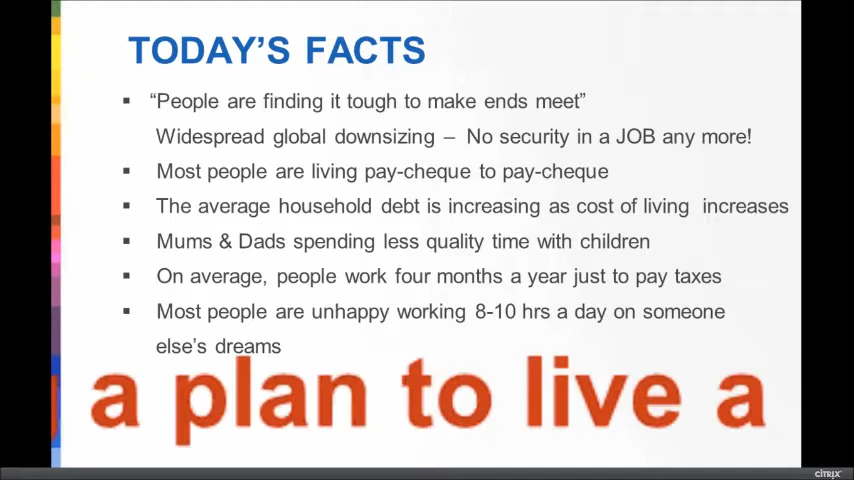 TODAY'S FACTS
▪ “People are finding it tough to make ends meet”
Widespread global downsizing – No security in a JOB any more!
▪ Most people are living pay-cheque to pay-cheque
▪ The average household debt is increasing as cost of living increases
▪ Mums & Dads spending less quality time with children
▪ On average, people work four months a year just to pay taxes
▪ Most people are unhappy working 8-10 hrs a day on someone
else's dreams
a plan to live a
CITRIX